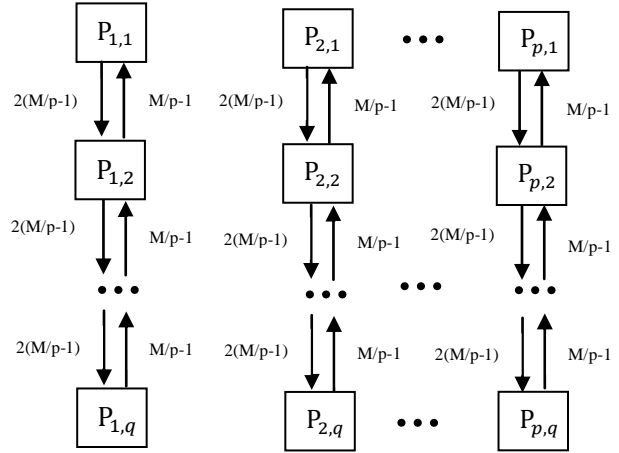 P1,1 P2,1 ••• Pp,1
2(M/p-1) M/p-1 2(M/p-1) M/p-1 2(M/p-1) M/p-1
P1,2 P2,2 Pp,2
2(M/p-1) M/p-1 2(M/p-1) M/p-1 2(M/p-1) M/p-1
••• ••• ••• •••
2(M/p-1) M/p-1 2(M/p-1) M/p-1 2(M/p-1) M/p-1
P1,q P2,q ••• Pp,q